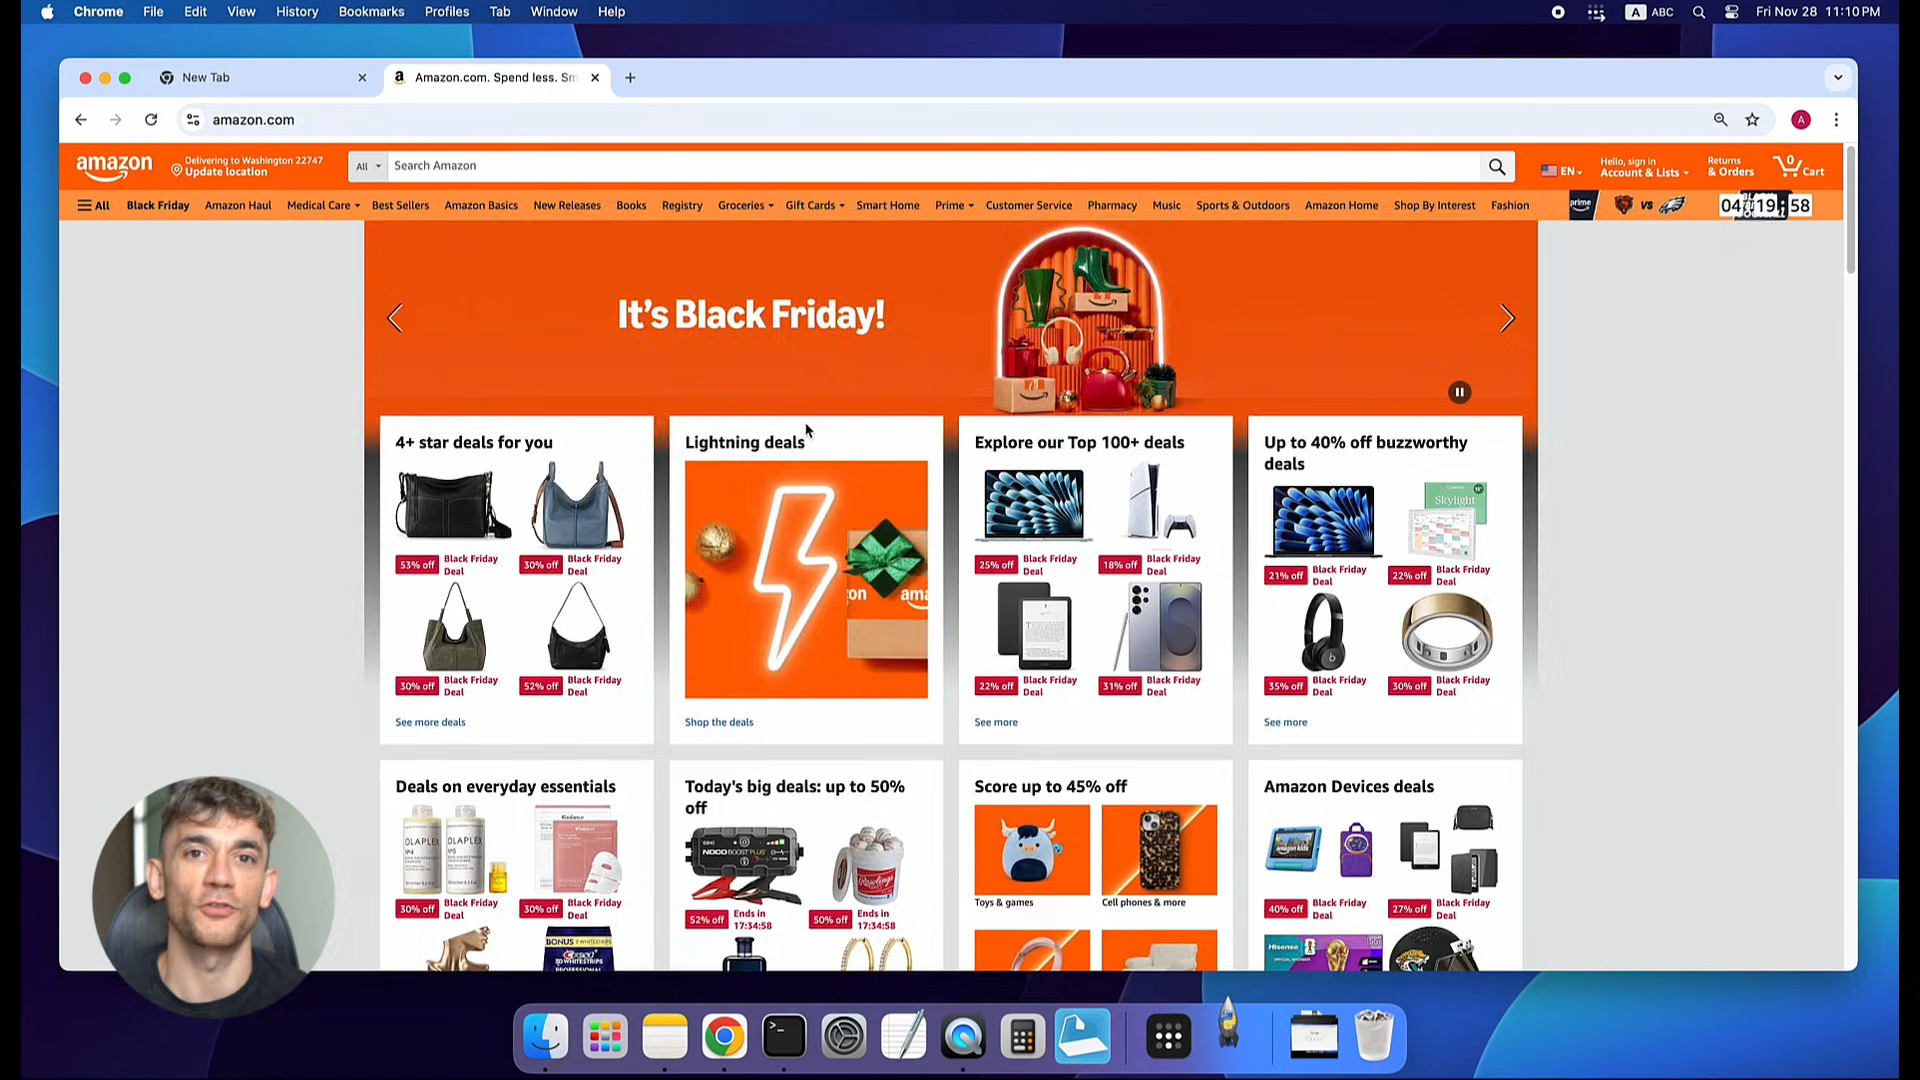 Chrome File Edit View History Bookmarks Profiles Tab Window Help
A ABC Fri Nov 28 11:10 PM
New Tab
Amazon.com. Spend less. Sm
amazon.com
A
amazon
Delivering to Washington 22747
Update location
All
Search Amazon
EN
Hello, sign in
Account & Lists
Returns
& Orders
0
Cart
All Black Friday Amazon Haul Medical Care Best Sellers Amazon Basics New Releases Books Registry Groceries Gift Cards Smart Home Prime Customer Service Pharmacy Music Sports & Outdoors Amazon Home Shop By Interest Fashion
prime
VS
It's Black Friday!
4+ star deals for you
53% off Black Friday Deal
30% off Black Friday Deal
30% off Black Friday Deal
52% off Black Friday Deal
See more deals
Lightning deals
Shop the deals
Explore our Top 100+ deals
25% off Black Friday Deal
18% off Black Friday Deal
22% off Black Friday Deal
31% off Black Friday Deal
See more
Up to 40% off buzzworthy
deals
Skylight
21% off Black Friday Deal
22% off Black Friday Deal
35% off Black Friday Deal
30% off Black Friday Deal
See more
Deals on everyday essentials
OLAPLEX
OLAPLEX
30% off Black Friday Deal
30% off Black Friday Deal
BONUS
Today's big deals: up to 50%
off
NOCO BOOST PLUS
Rawlings
52% off Ends in 17:34:58
50% off Ends in 17:34:58
Score up to 45% off
Toys & games
Cell phones & more
Amazon Devices deals
40% off Black Friday Deal
27% off Black Friday Deal
Hisense